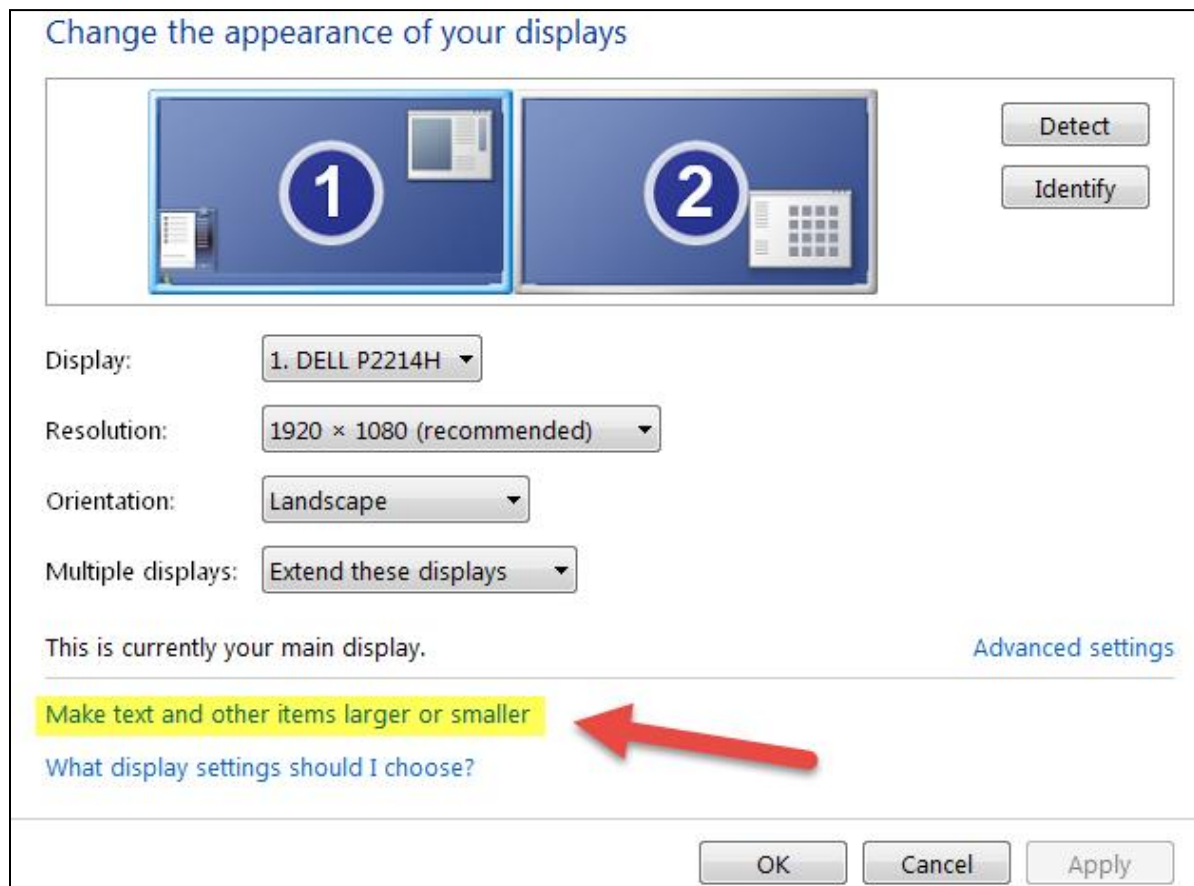 Change the appearance of your displays
1
2
Detect
Identify
Display:
1. DELL P2214H
Resolution:
1920 × 1080 (recommended)
Orientation:
Landscape
Multiple displays:
Extend these displays
This is currently your main display.
Advanced settings
Make text and other items larger or smaller
What display settings should I choose?
OK
Cancel
Apply